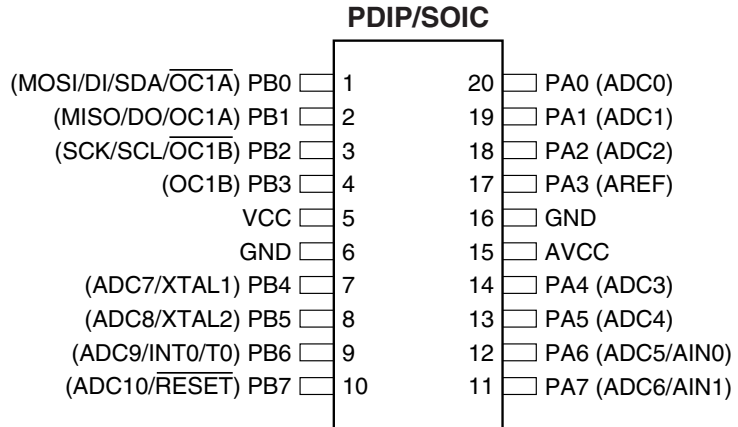 PDIP/SOIC
(MOSI/DI/SDA/OC1A) PB0 1 20 PA0 (ADC0)
(MISO/DO/OC1A) PB1 2 19 PA1 (ADC1)
(SCK/SCL/OC1B) PB2 3 18 PA2 (ADC2)
(OC1B) PB3 4 17 PA3 (AREF)
VCC 5 16 GND
GND 6 15 AVCC
(ADC7/XTAL1) PB4 7 14 PA4 (ADC3)
(ADC8/XTAL2) PB5 8 13 PA5 (ADC4)
(ADC9/INT0/T0) PB6 9 12 PA6 (ADC5/AIN0)
(ADC10/RESET) PB7 10 11 PA7 (ADC6/AIN1)